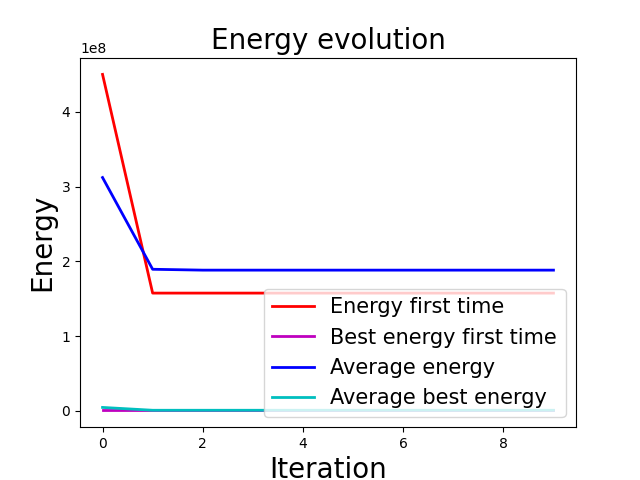 Energy evolution
1e8
4
3
2
1
0
Energy
Energy first time
Best energy first time
Average energy
Average best energy
0 2 4 6 8
Iteration